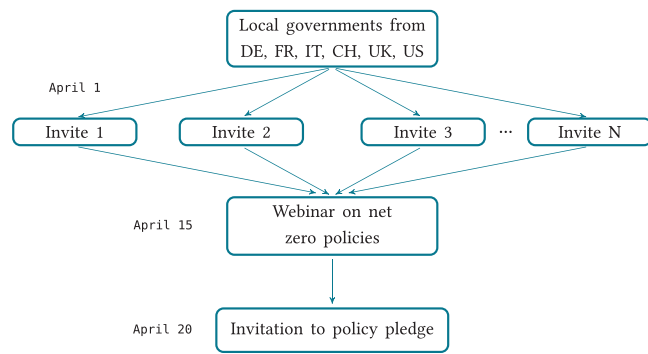 Local governments from
DE, FR, IT, CH, UK, US
April 1
Invite 1
Invite 2
Invite 3
...
Invite N
April 15
Webinar on net
zero policies
April 20
Invitation to policy pledge